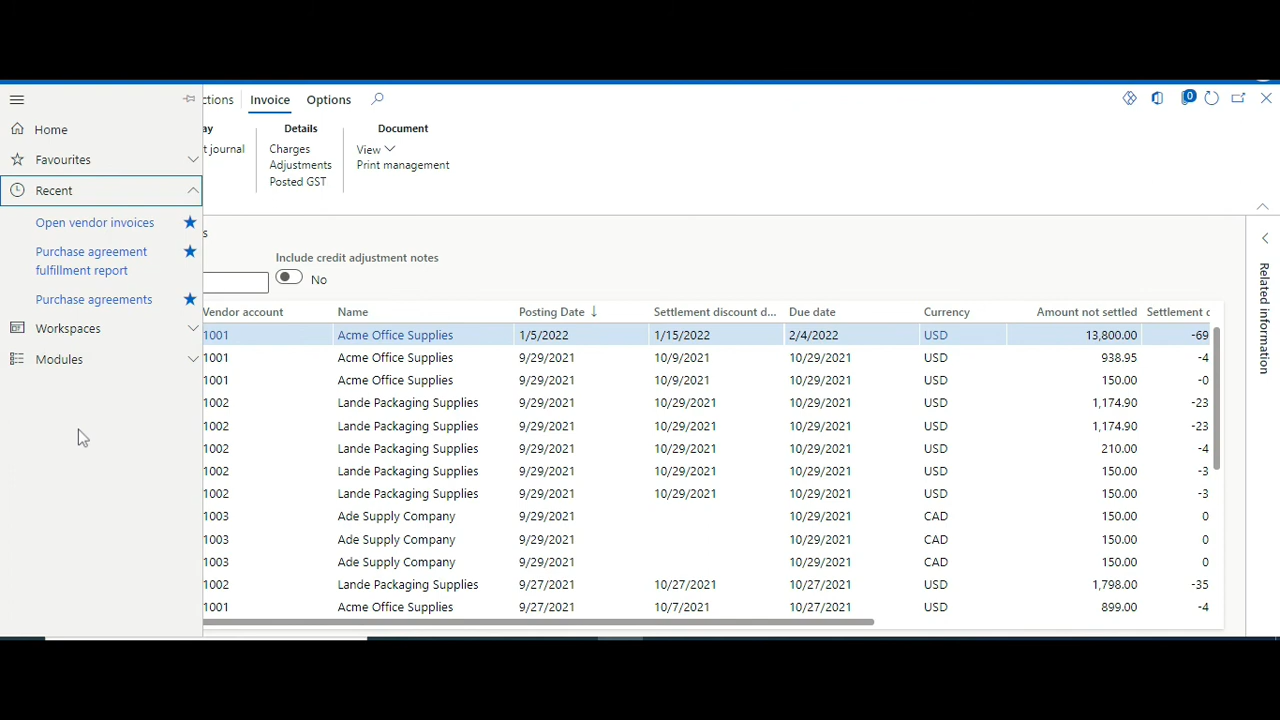 ctions Invoice Options
0
Home
Favourites
Recent
Open vendor invoices
Purchase agreement
fulfillment report
Purchase agreements
Workspaces
Modules
ay Details Document
t journal Charges View
Adjustments Print management
Posted GST
s
Include credit adjustment notes
No
Related information
Vendor account Name Posting Date ↓ Settlement discount d... Due date Currency Amount not settled Settlement d
1001 Acme Office Supplies 1/5/2022 1/15/2022 2/4/2022 USD 13,800.00 -69
1001 Acme Office Supplies 9/29/2021 10/9/2021 10/29/2021 USD 938.95 -4
1001 Acme Office Supplies 9/29/2021 10/9/2021 10/29/2021 USD 150.00 -0
1002 Lande Packaging Supplies 9/29/2021 10/29/2021 10/29/2021 USD 1,174.90 -23
1002 Lande Packaging Supplies 9/29/2021 10/29/2021 10/29/2021 USD 1,174.90 -23
1002 Lande Packaging Supplies 9/29/2021 10/29/2021 10/29/2021 USD 210.00 -4
1002 Lande Packaging Supplies 9/29/2021 10/29/2021 10/29/2021 USD 150.00 -3
1002 Lande Packaging Supplies 9/29/2021 10/29/2021 10/29/2021 USD 150.00 -3
1003 Ade Supply Company 9/29/2021 10/29/2021 CAD 150.00 0
1003 Ade Supply Company 9/29/2021 10/29/2021 CAD 150.00 0
1003 Ade Supply Company 9/29/2021 10/29/2021 CAD 150.00 0
1002 Lande Packaging Supplies 9/27/2021 10/27/2021 10/27/2021 USD 1,798.00 -35
1001 Acme Office Supplies 9/27/2021 10/7/2021 10/27/2021 USD 899.00 -4